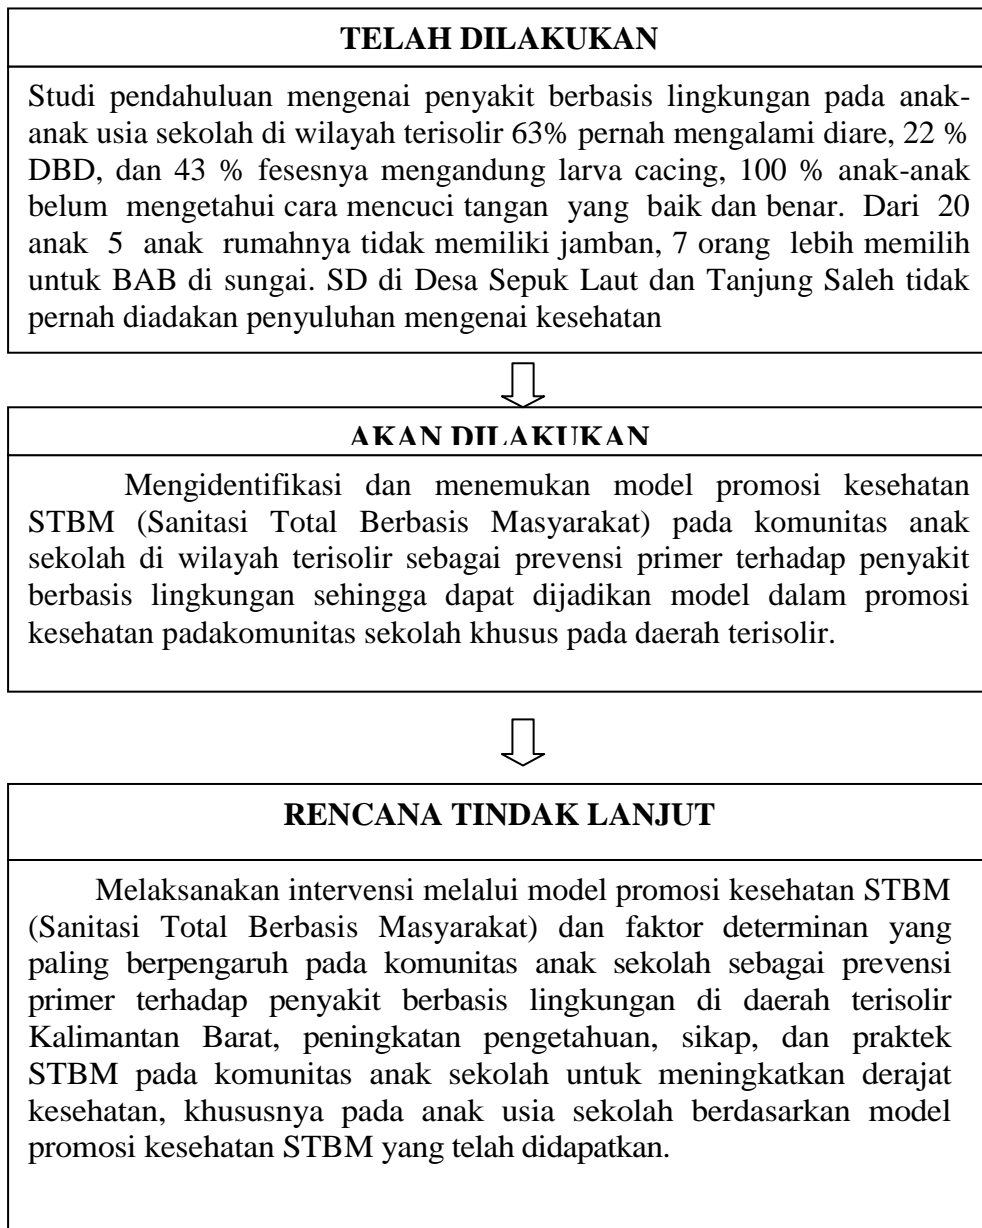 TELAH DILAKUKAN
Studi pendahuluan mengenai penyakit berbasis lingkungan pada anak-
anak usia sekolah di wilayah terisolir 63% pernah mengalami diare, 22 %
DBD, dan 43 % fesesnya mengandung larva cacing, 100 % anak-anak
belum mengetahui cara mencuci tangan yang baik dan benar. Dari 20
anak 5 anak rumahnya tidak memiliki jamban, 7 orang lebih memilih
untuk BAB di sungai. SD di Desa Sepuk Laut dan Tanjung Saleh tidak
pernah diadakan penyuluhan mengenai kesehatan
AKAN DILAKUKAN
Mengidentifikasi dan menemukan model promosi kesehatan
STBM (Sanitasi Total Berbasis Masyarakat) pada komunitas anak
sekolah di wilayah terisolir sebagai prevensi primer terhadap penyakit
berbasis lingkungan sehingga dapat dijadikan model dalam promosi
kesehatan padakomunitas sekolah khusus pada daerah terisolir.
RENCANA TINDAK LANJUT
Melaksanakan intervensi melalui model promosi kesehatan STBM
(Sanitasi Total Berbasis Masyarakat) dan faktor determinan yang
paling berpengaruh pada komunitas anak sekolah sebagai prevensi
primer terhadap penyakit berbasis lingkungan di daerah terisolir
Kalimantan Barat, peningkatan pengetahuan, sikap, dan praktek
STBM pada komunitas anak sekolah untuk meningkatkan derajat
kesehatan, khususnya pada anak usia sekolah berdasarkan model
promosi kesehatan STBM yang telah didapatkan.